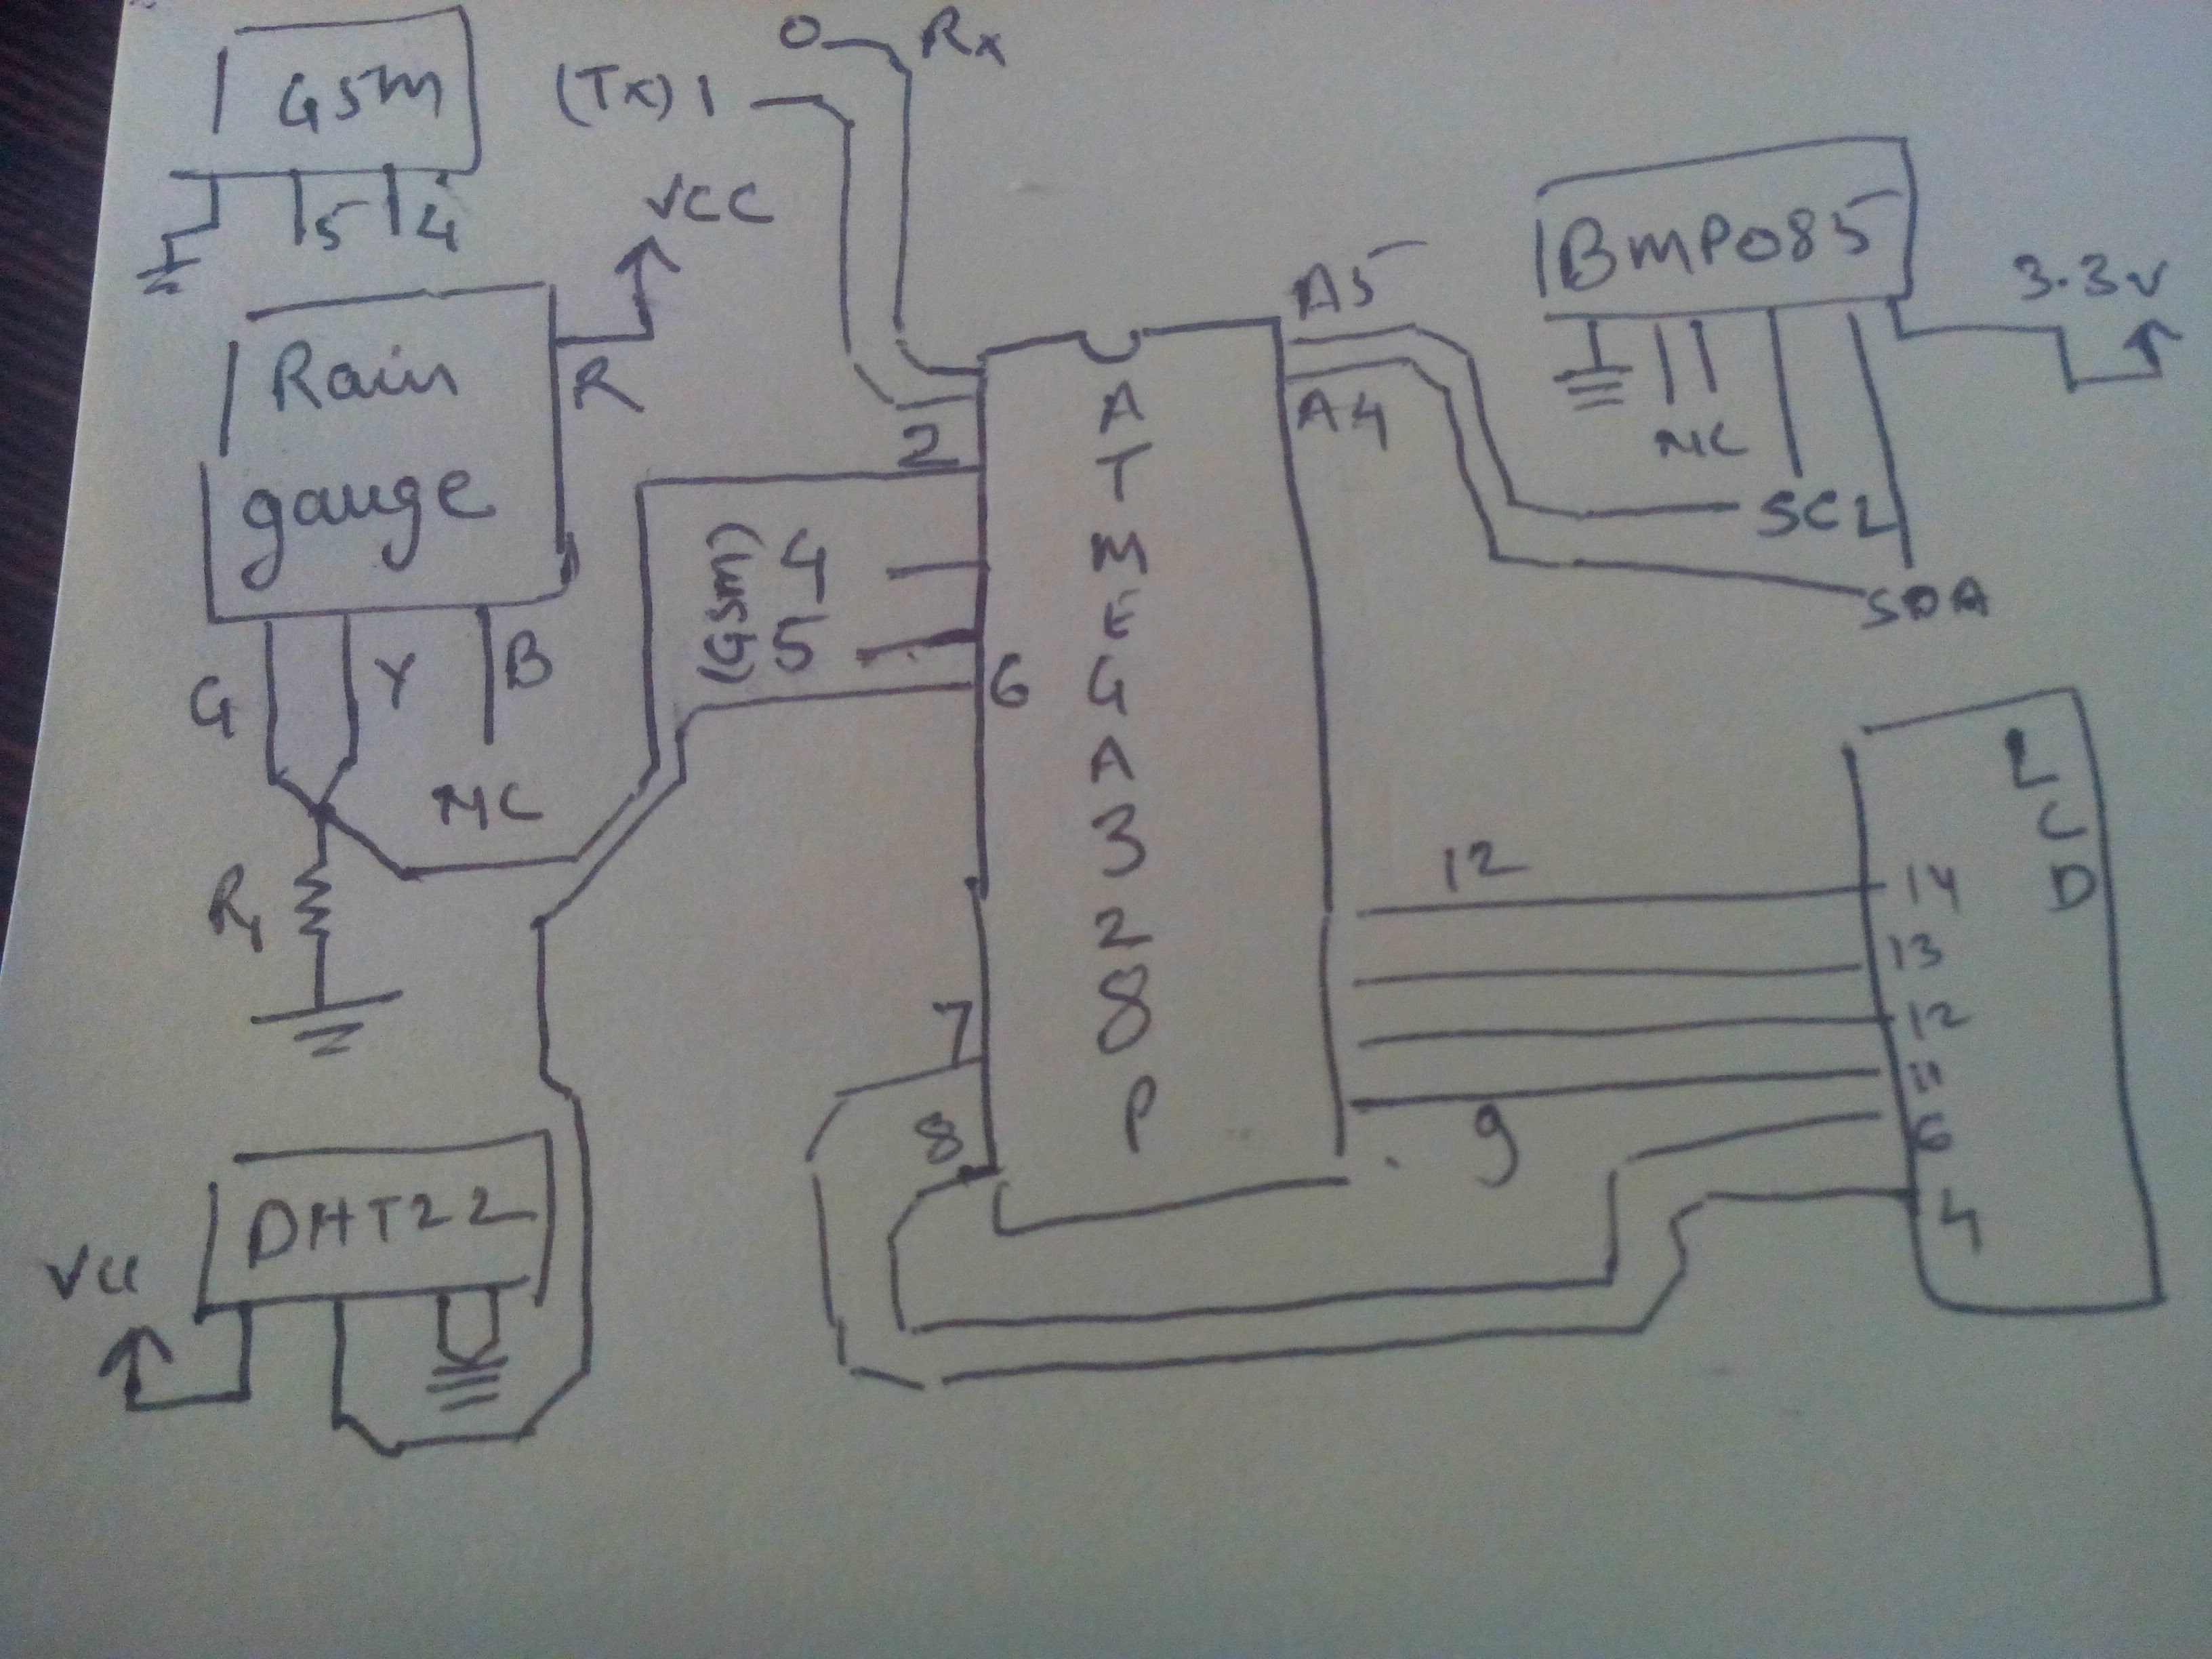 GSM
5 4
0 Rx
(Tx) 1
VCC
R
Rain
gauge
G Y B
NC
R1
2
(GSM) 4
5
6
7
8
ATMEGA328P
A5
A4
BMP085
3.3v
NC
SCL
SDA
LCD
12
14
13
12
11
9
6
4
DHT22
VCC